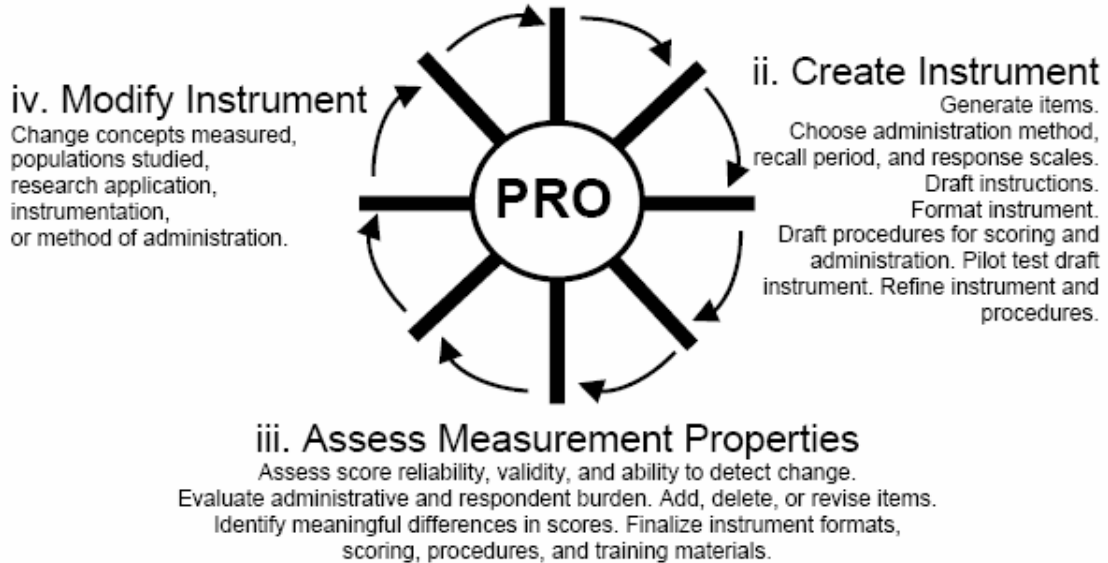 iv. Modify Instrument
Change concepts measured,
populations studied,
research application,
instrumentation,
or method of administration.
PRO
ii. Create Instrument
Generate items.
Choose administration method,
recall period, and response scales.
Draft instructions.
Format instrument.
Draft procedures for scoring and
administration. Pilot test draft
instrument. Refine instrument and
procedures.
iii. Assess Measurement Properties
Assess score reliability, validity, and ability to detect change.
Evaluate administrative and respondent burden. Add, delete, or revise items.
Identify meaningful differences in scores. Finalize instrument formats,
scoring, procedures, and training materials.